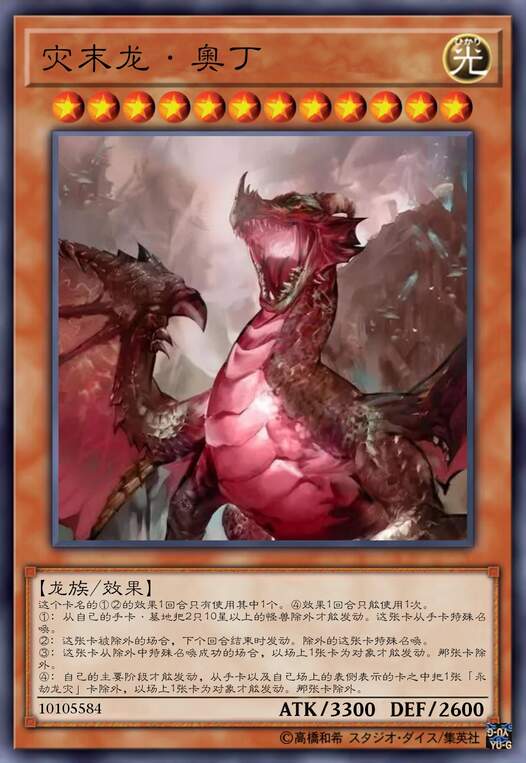 灾末龙·奥丁
ひかり
光
【龙族/效果】
这个卡名的①②的效果1回合只有使用其中1个。④效果1回合只能使用1次。
①：从自己的手卡·墓地把2只10星以上的怪兽除外才能发动。这张卡从手卡特殊召
唤。
②：这张卡被除外的场合，下个回合结束时发动。除外的这张卡特殊召唤。
③：这张卡从除外中特殊召唤成功的场合，以场上1张卡为对象才能发动。那张卡除
外。
④：自己的主要阶段才能发动，从手卡以及自己场上的表侧表示的卡之中把1张「永
劫龙灾」卡除外，以场上1张卡为对象才能发动。那张卡除外。
10105584
ATK/3300 DEF/2600
©高橋和希 スタジオ·ダイス/集英社
YU-G